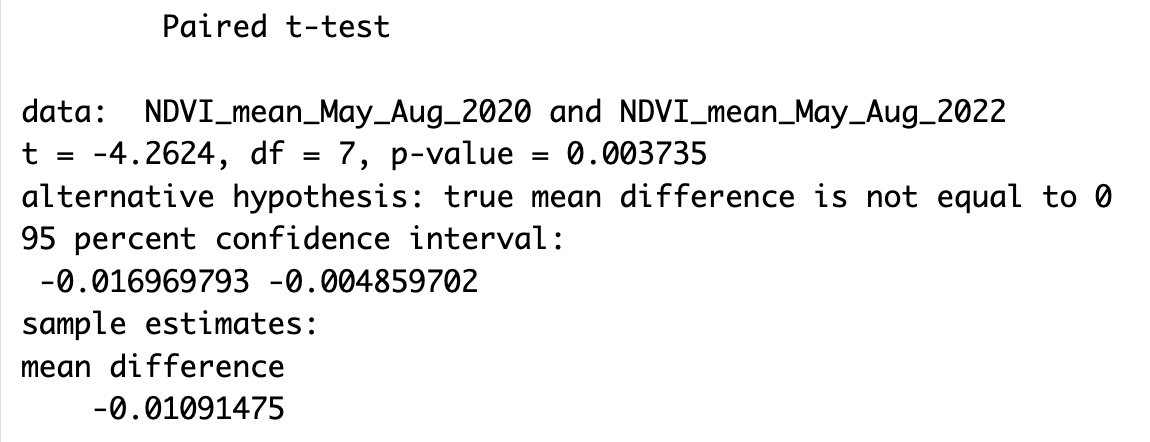 Paired t-test
data: NDVI_mean_May_Aug_2020 and NDVI_mean_May_Aug_2022
t = -4.2624, df = 7, p-value = 0.003735
alternative hypothesis: true mean difference is not equal to 0
95 percent confidence interval:
-0.016969793 -0.004859702
sample estimates:
mean difference
-0.01091475